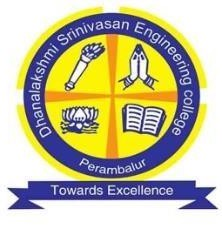 Dhanalakshmi Srinivasan Engineering college
Perambalur
Towards Excellence